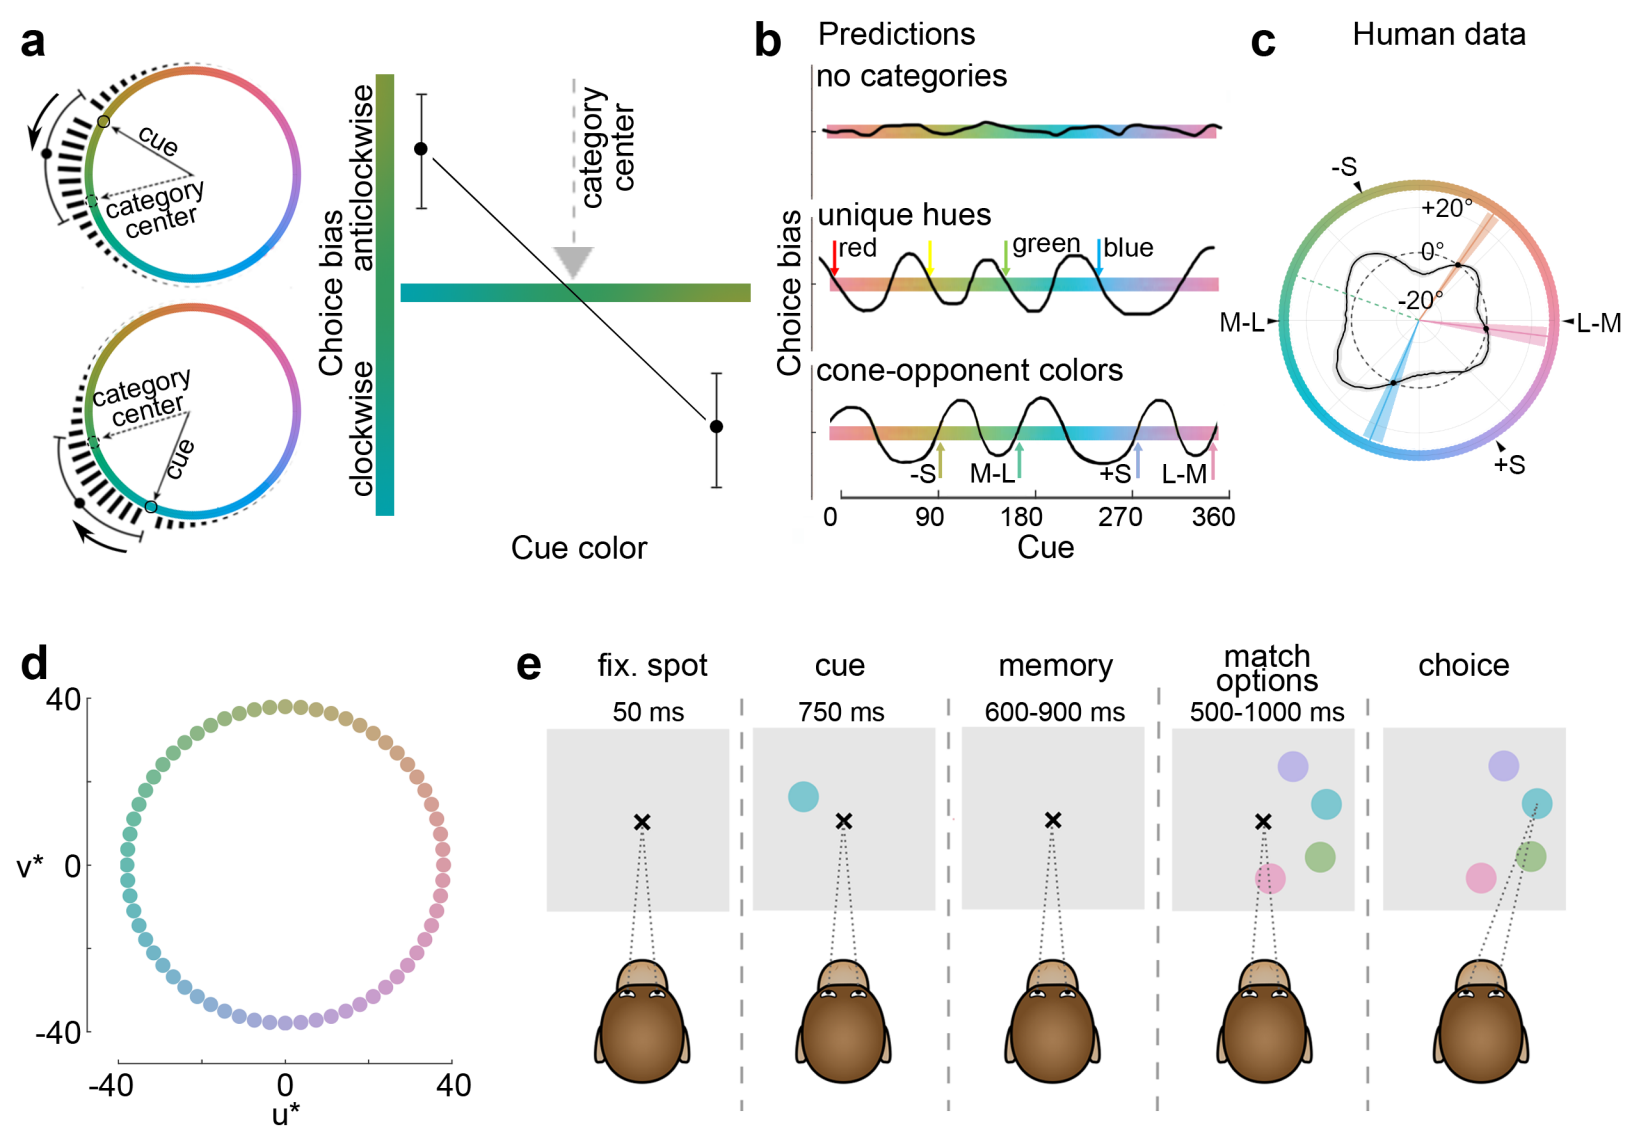 a
cue
category
center
category
center
cue
Choice bias
clockwise
anticlockwise
category
center
Cue color
b
Predictions
no categories
Choice bias
unique hues
red
green
blue
cone-opponent colors
-S
M-L
+S
L-M
0
90
180
270
360
Cue
c
Human data
-S
+20°
0°
-20°
M-L
L-M
+S
d
40
v*
0
-40
-40
0
40
u*
e
fix. spot
50 ms
cue
750 ms
memory
600-900 ms
match
options
500-1000 ms
choice